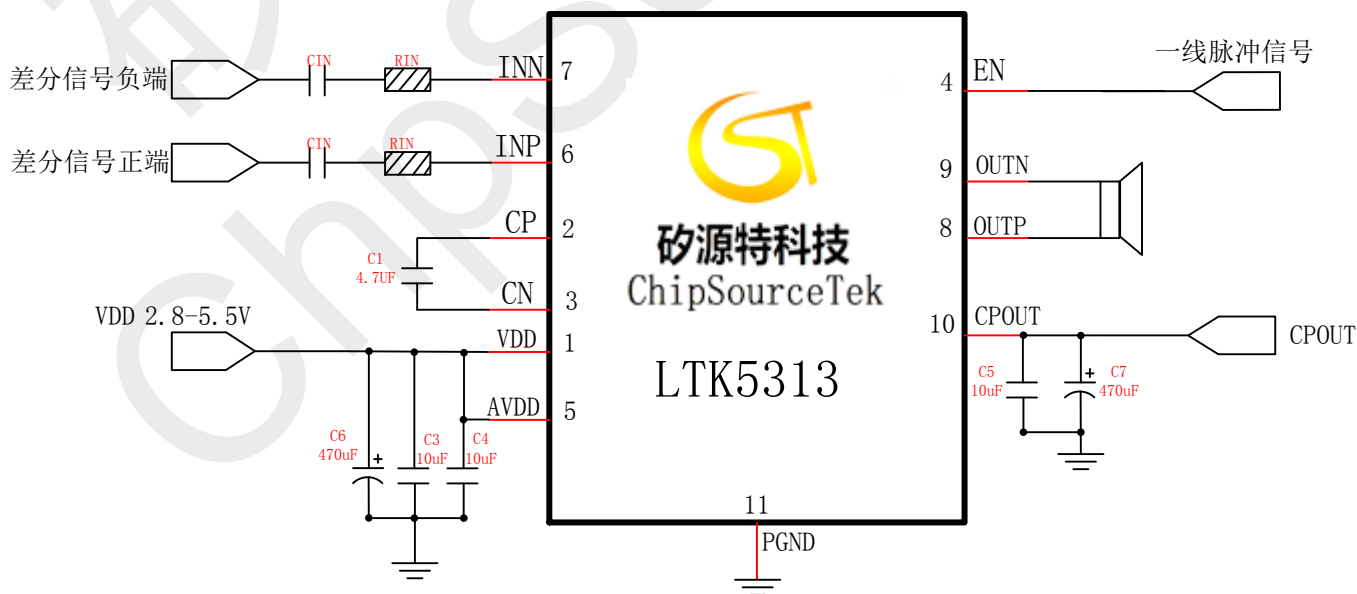 差分信号负端
CIN
RIN
INN
7
差分信号正端
CIN
RIN
INP
6
C1
4.7UF
CP
2
CN
3
VDD 2.8-5.5V
VDD
1
AVDD
5
C6
470uF
C3
10uF
C4
10uF
矽源特科技
ChipSourceTek
LTK5313
11
PGND
4
EN
一线脉冲信号
9
OUTN
8
OUTP
10
CPOUT
CPOUT
C5
10uF
C7
470uF